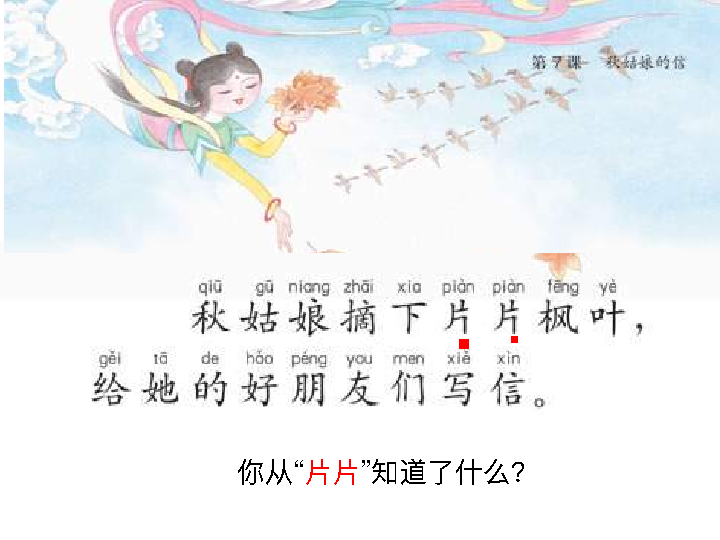 第7课 秋姑娘的信
qiū gū niang zhāi xia piàn piàn fēng yè
秋姑娘摘下片片枫叶，
gěi tā de hǎo péng you men xiě xìn
给她的好朋友们写信。
你从“片片”知道了什么?